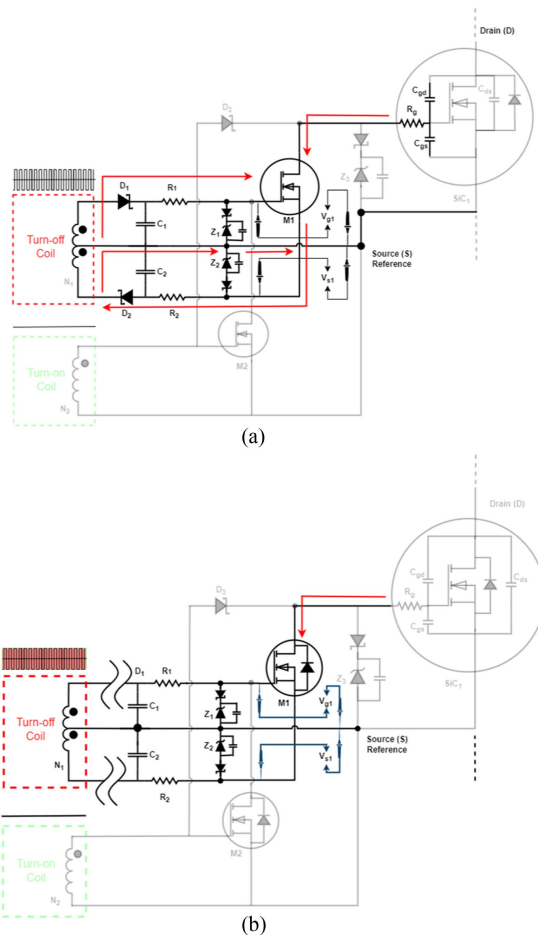 Drain (D)
Cgd
Cds
Rg
Cgs
D3
Z3
SiC1
M1
D1
R1
Turn-off
Coil
C1
Z1
Vg1
N1
C2
Z2
Vs1
Source (S)
Reference
D2
R2
M2
Turn-on
Coil
N2
(a)
Drain (D)
Cgd
Cds
Rg
Cgs
D3
Z3
SiC1
D1
R1
M1
Turn-off
Coil
C1
Z1
Vg1
N1
C2
Z2
Vs1
Source (S)
Reference
R2
M2
Turn-on
Coil
N2
(b)